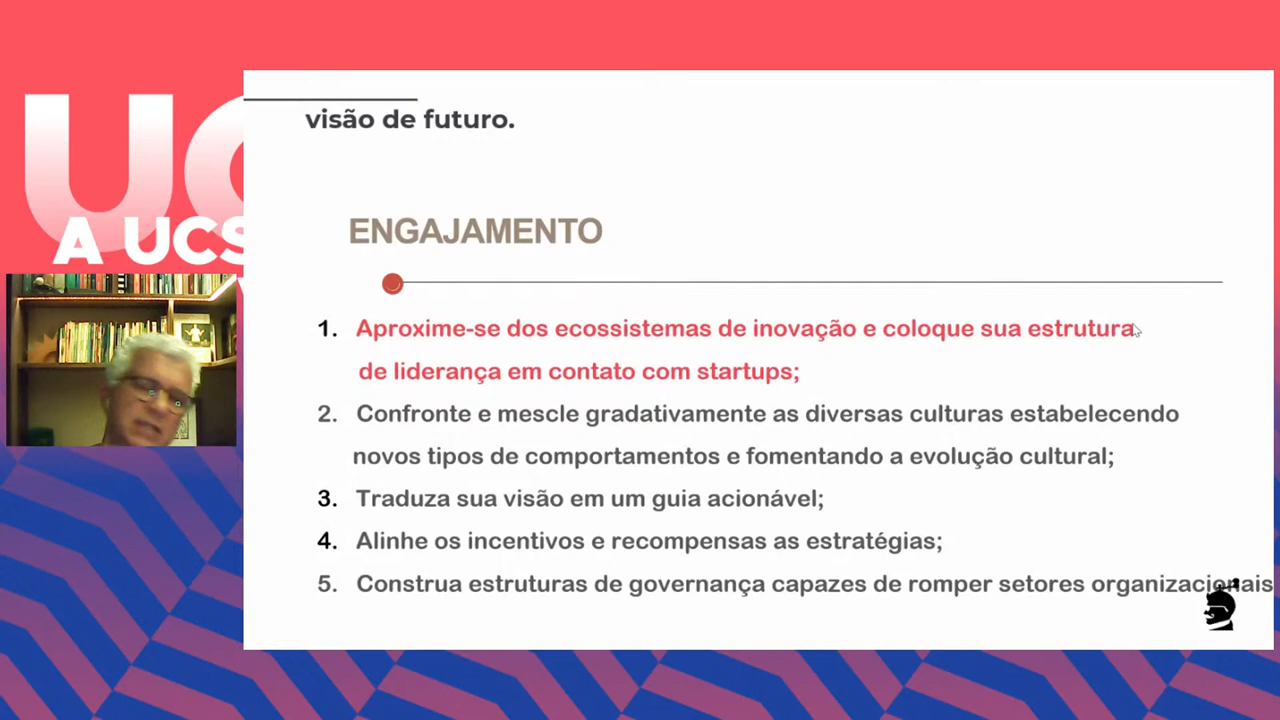 UC
A UCS
visão de futuro.
ENGAJAMENTO
1. Aproxime-se dos ecossistemas de inovação e coloque sua estrutura
de liderança em contato com startups;
2. Confronte e mescle gradativamente as diversas culturas estabelecendo
novos tipos de comportamentos e fomentando a evolução cultural;
3. Traduza sua visão em um guia acionável;
4. Alinhe os incentivos e recompensas as estratégias;
5. Construa estruturas de governança capazes de romper setores organizacionais